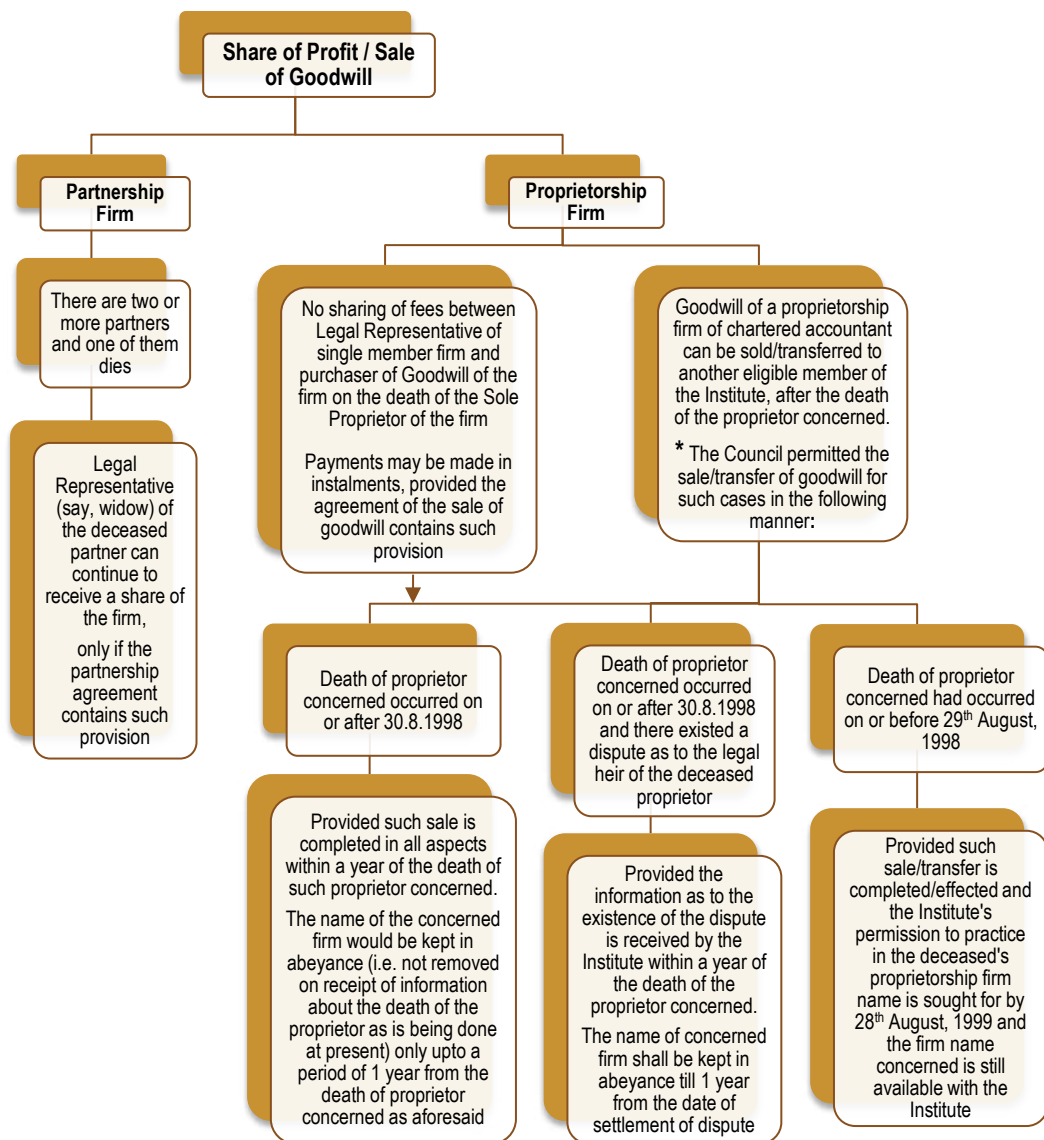 Share of Profit / Sale
of Goodwill
Partnership
Firm
Proprietorship
Firm
There are two or
more partners
and one of them
dies
Legal
Representative
(say, widow) of
the deceased
partner can
continue to
receive a share of
the firm,
only if the
partnership
agreement
contains such
provision
No sharing of fees between
Legal Representative of
single member firm and
purchaser of Goodwill of the
firm on the death of the Sole
Proprietor of the firm
Payments may be made in
instalments, provided the
agreement of the sale of
goodwill contains such
provision
Goodwill of a proprietorship
firm of chartered accountant
can be sold/transferred to
another eligible member of
the Institute, after the death
of the proprietor concerned.
* The Council permitted the
sale/transfer of goodwill for
such cases in the following
manner:
Death of proprietor
concerned occurred on
or after 30.8.1998
Provided such sale is
completed in all aspects
within a year of the death of
such proprietor concerned.
The name of the concerned
firm would be kept in
abeyance (i.e. not removed
on receipt of information
about the death of the
proprietor as is being done
at present) only upto a
period of 1 year from the
death of proprietor
concerned as aforesaid
Death of proprietor
concerned occurred
on or after 30.8.1998
and there existed a
dispute as to the legal
heir of the deceased
proprietor
Provided the
information as to the
existence of the dispute
is received by the
Institute within a year of
the death of the
proprietor concerned.
The name of concerned
firm shall be kept in
abeyance till 1 year
from the date of
settlement of dispute
Death of proprietor
concerned had occurred
on or before 29th August,
1998
Provided such
sale/transfer is
completed/effected and
the Institute's
permission to practice
in the deceased's
proprietorship firm
name is sought for by
28th August, 1999 and
the firm name
concerned is still
available with the
Institute